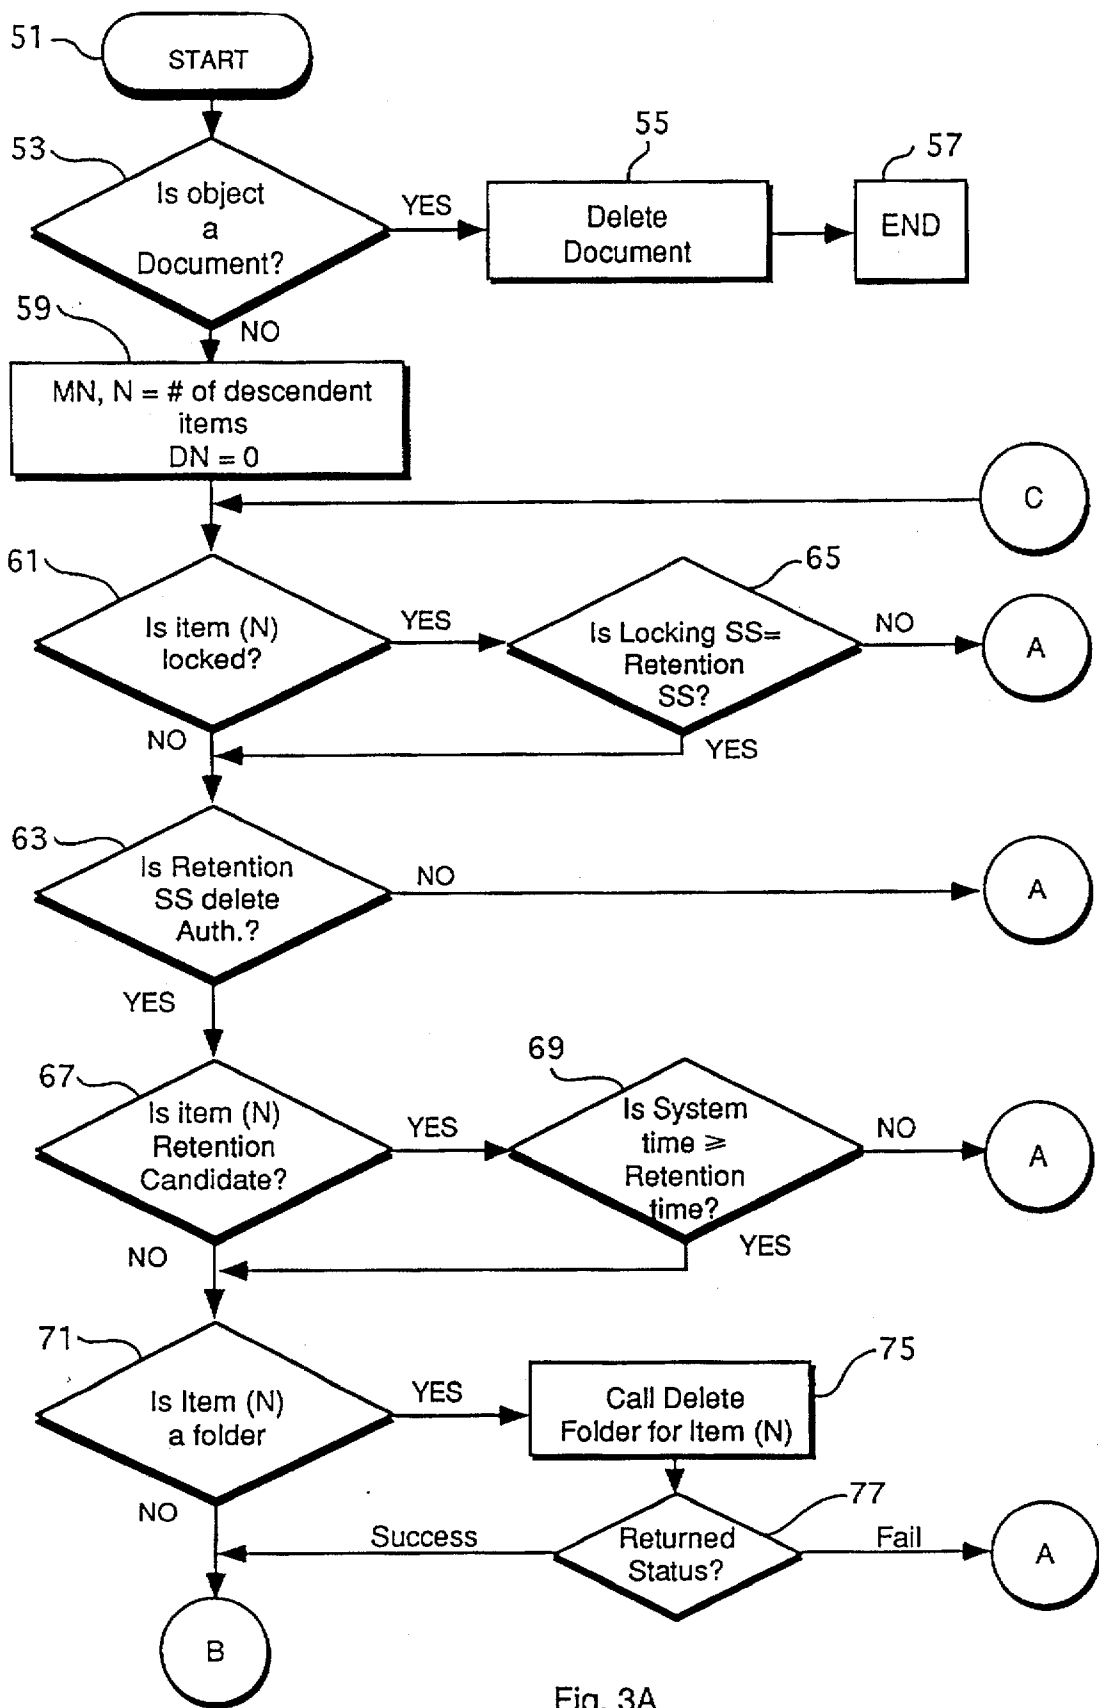 51
START
53
Is object
a
Document?
YES
55
Delete
Document
57
END
NO
59
MN, N = # of descendent
items
DN = 0
C
61
Is item (N)
locked?
YES
65
Is Locking SS=
Retention
SS?
NO
A
NO
YES
63
Is Retention
SS delete
Auth.?
NO
A
YES
67
Is item (N)
Retention
Candidate?
YES
69
Is System
time ⩾
Retention
time?
NO
A
NO
YES
71
Is Item (N)
a folder
YES
75
Call Delete
Folder for Item (N)
NO
77
Returned
Status?
Success
Fail
A
B
Fig. 3A